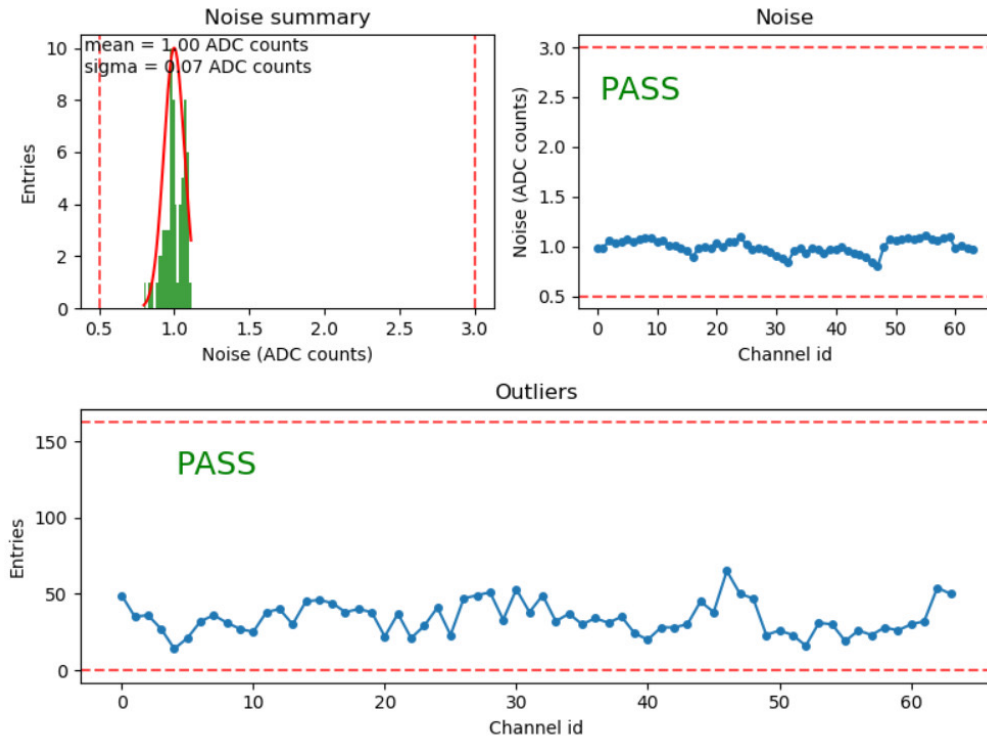 Noise summary
mean = 1.00 ADC counts
sigma = 0.07 ADC counts
10
8
6
4
2
0
Entries
0.5 1.0 1.5 2.0 2.5 3.0
Noise (ADC counts)
Noise
PASS
3.0
2.5
2.0
1.5
1.0
0.5
Noise (ADC counts)
0 10 20 30 40 50 60
Channel id
Outliers
PASS
150
100
50
0
Entries
0 10 20 30 40 50 60
Channel id